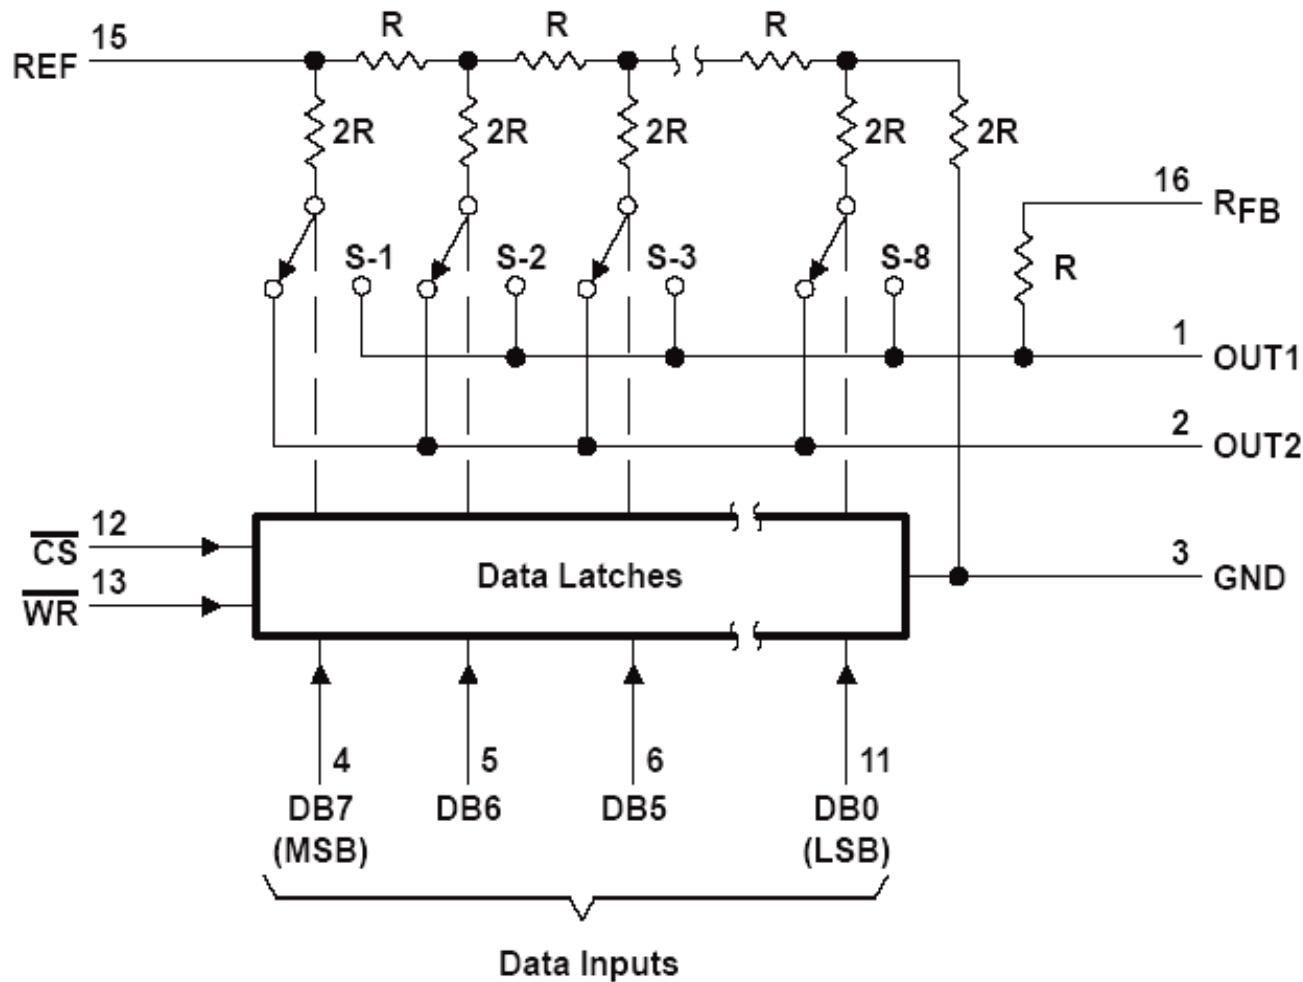 R R R
15
REF
2R 2R 2R 2R 2R
16
RFB
S-1 S-2 S-3 S-8
R
1
OUT1
2
OUT2
12
CS
Data Latches
3
GND
13
WR
4 5 6 11
DB7 DB6 DB5 DB0
(MSB) (LSB)
Data Inputs